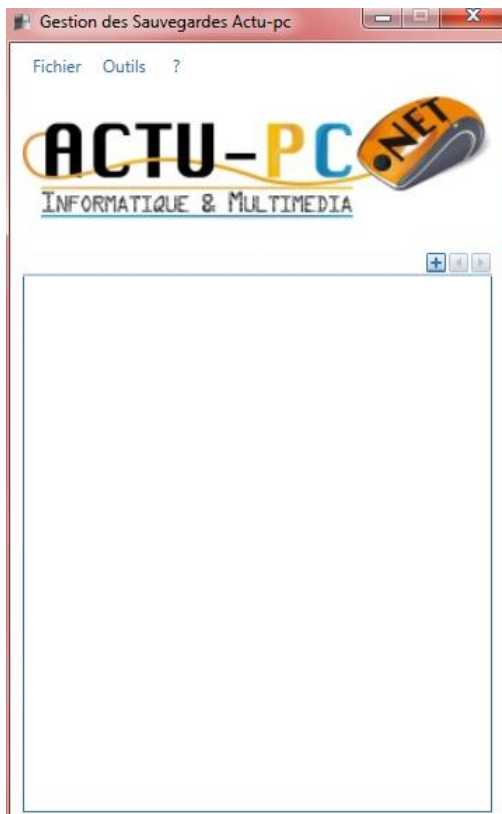 Gestion des Sauvegardes Actu-pc
Fichier Outils ?
ACTU-PC
.NET
INFORMATIQUE & MULTIMEDIA